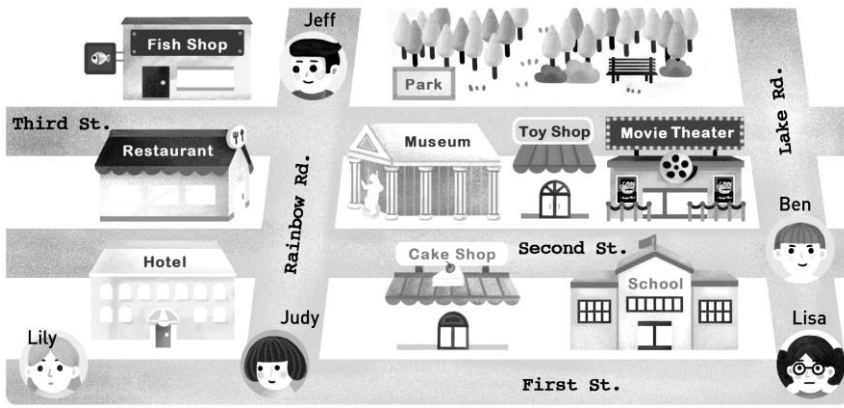 Jeff
Fish Shop
Park
Third St.
Lake Rd.
Restaurant
Museum
Toy Shop
Movie Theater
Rainbow Rd.
Ben
Hotel
Cake Shop
Second St.
School
Lily
Judy
Lisa
First St.